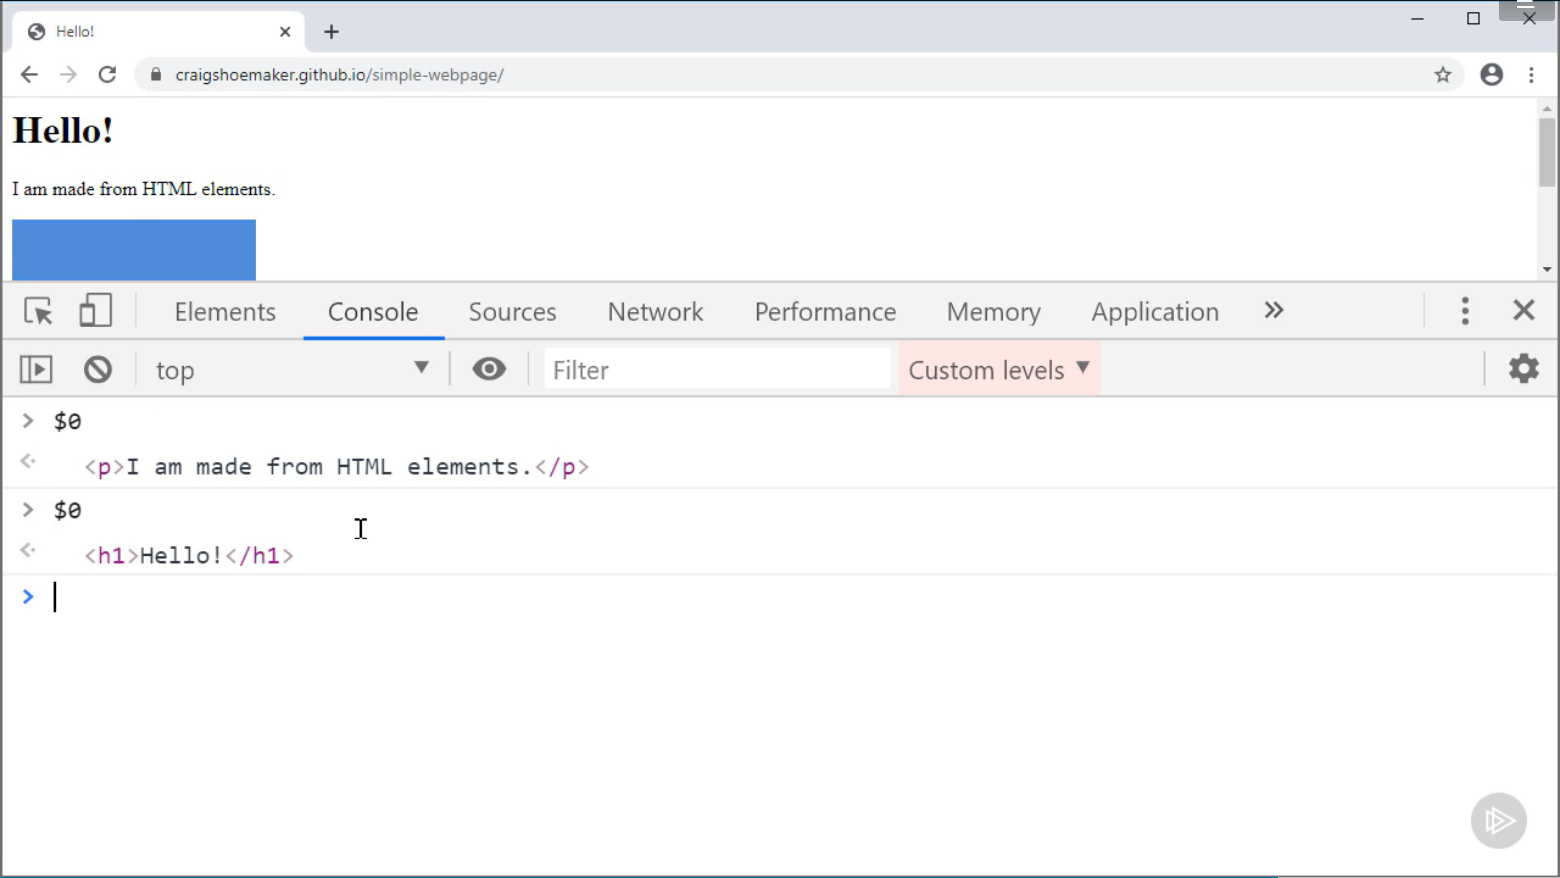 Hello!
craigshoemaker.github.io/simple-webpage/
Hello!
I am made from HTML elements.
Elements Console Sources Network Performance Memory Application »
top Filter Custom levels
> $0
<p>I am made from HTML elements.</p>
> $0
<h1>Hello!</h1>
>